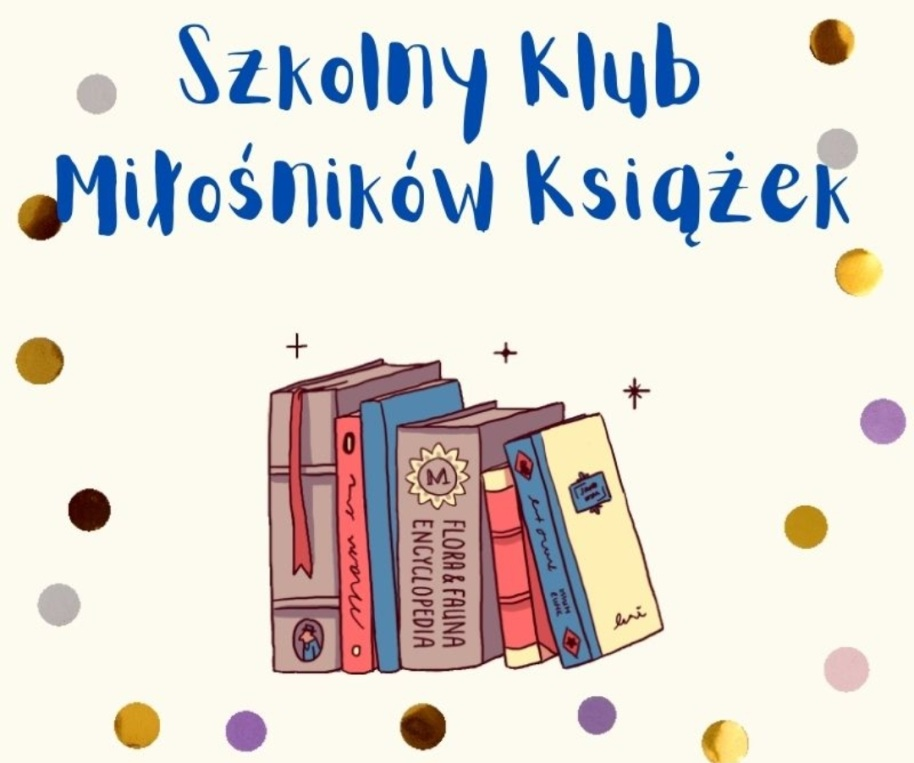 Szkolny Klub
Miłośników Książek
M
FLORA & FAUNA
ENCYCLOPEDIA